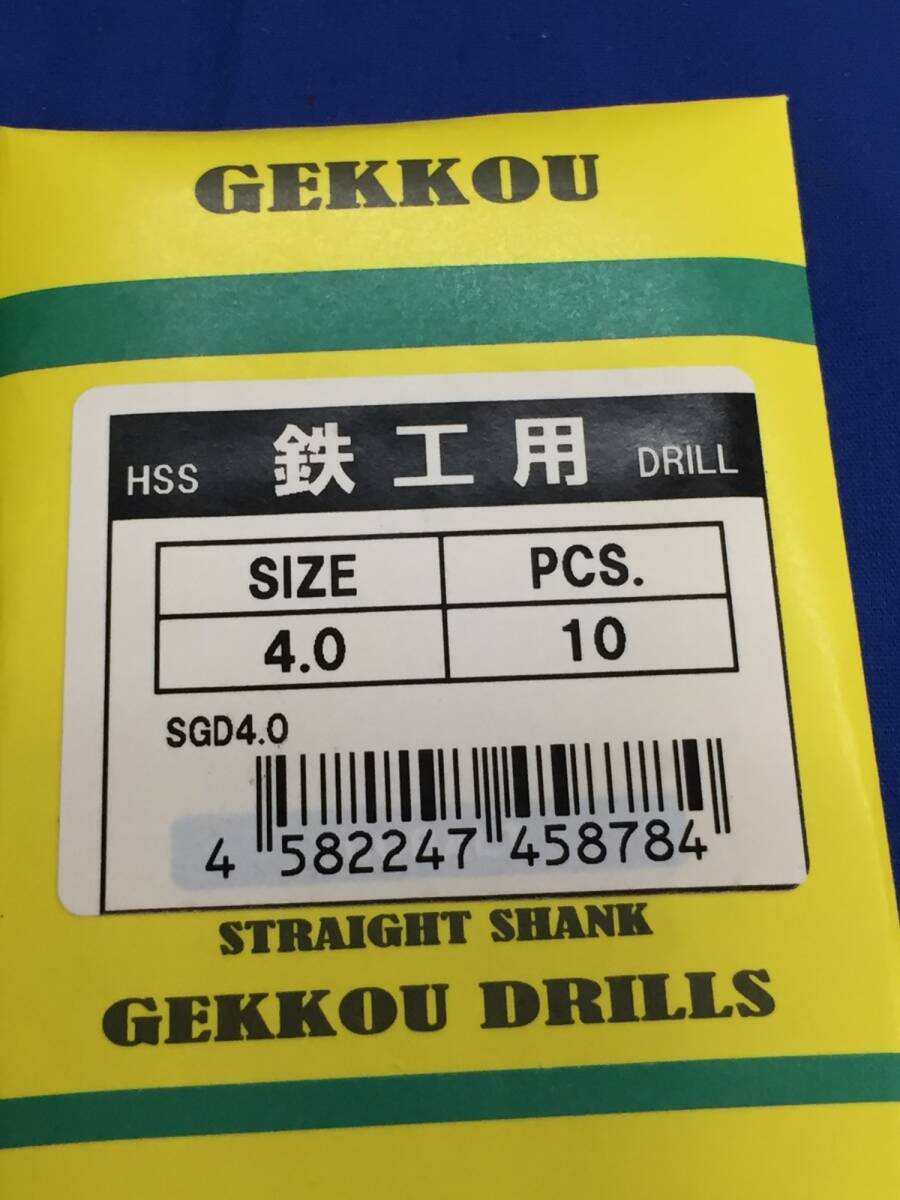 GEKKOU
HSS 鉄工用 DRILL
SIZE PCS.
4.0 10
SGD4.0
4 582247 458784
STRAIGHT SHANK
GEKKOU DRILLS